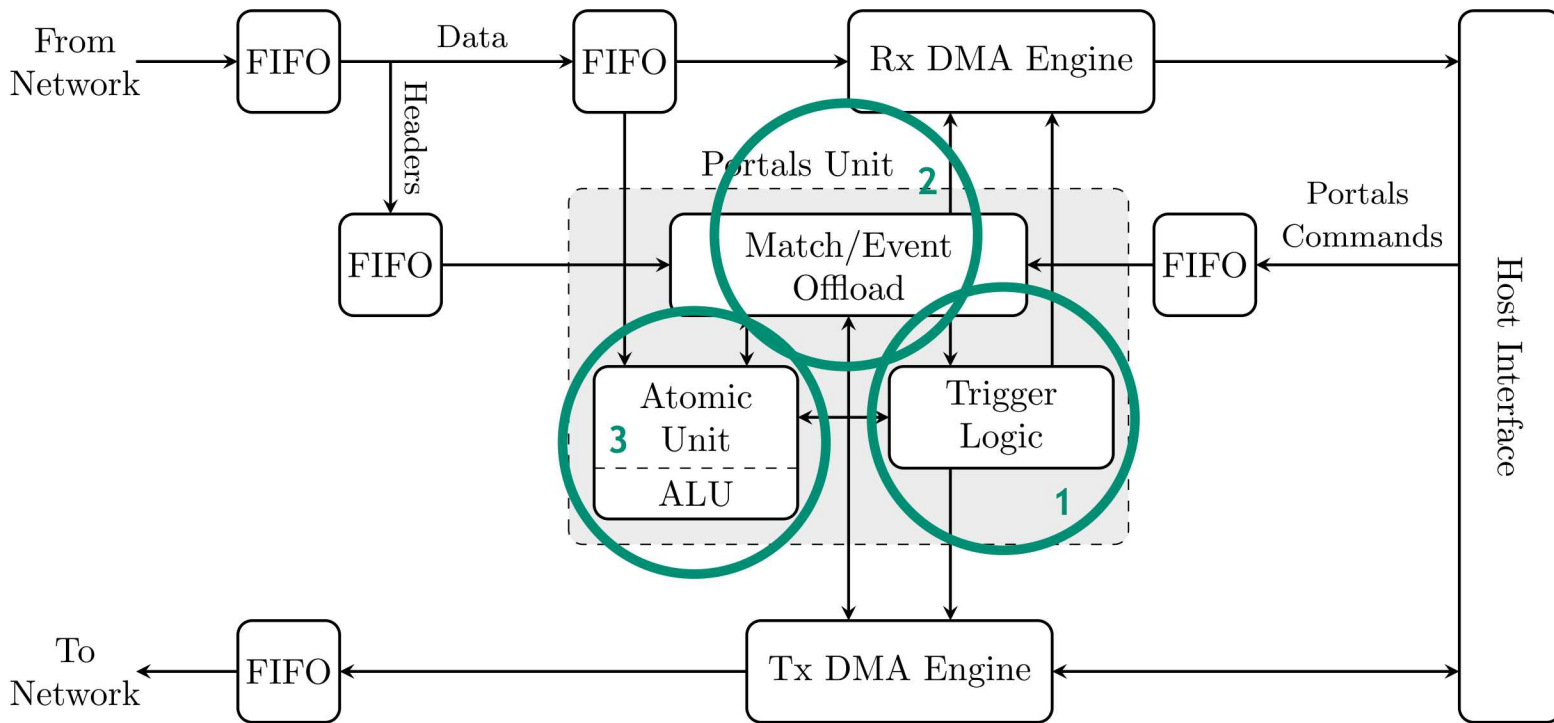 From
Network
FIFO
Data
FIFO
Rx DMA Engine
Headers
Portals Unit
2
FIFO
Match/Event
Offload
FIFO
Portals
Commands
Host Interface
Atomic
Unit
3
ALU
Trigger
Logic
1
To
Network
FIFO
Tx DMA Engine